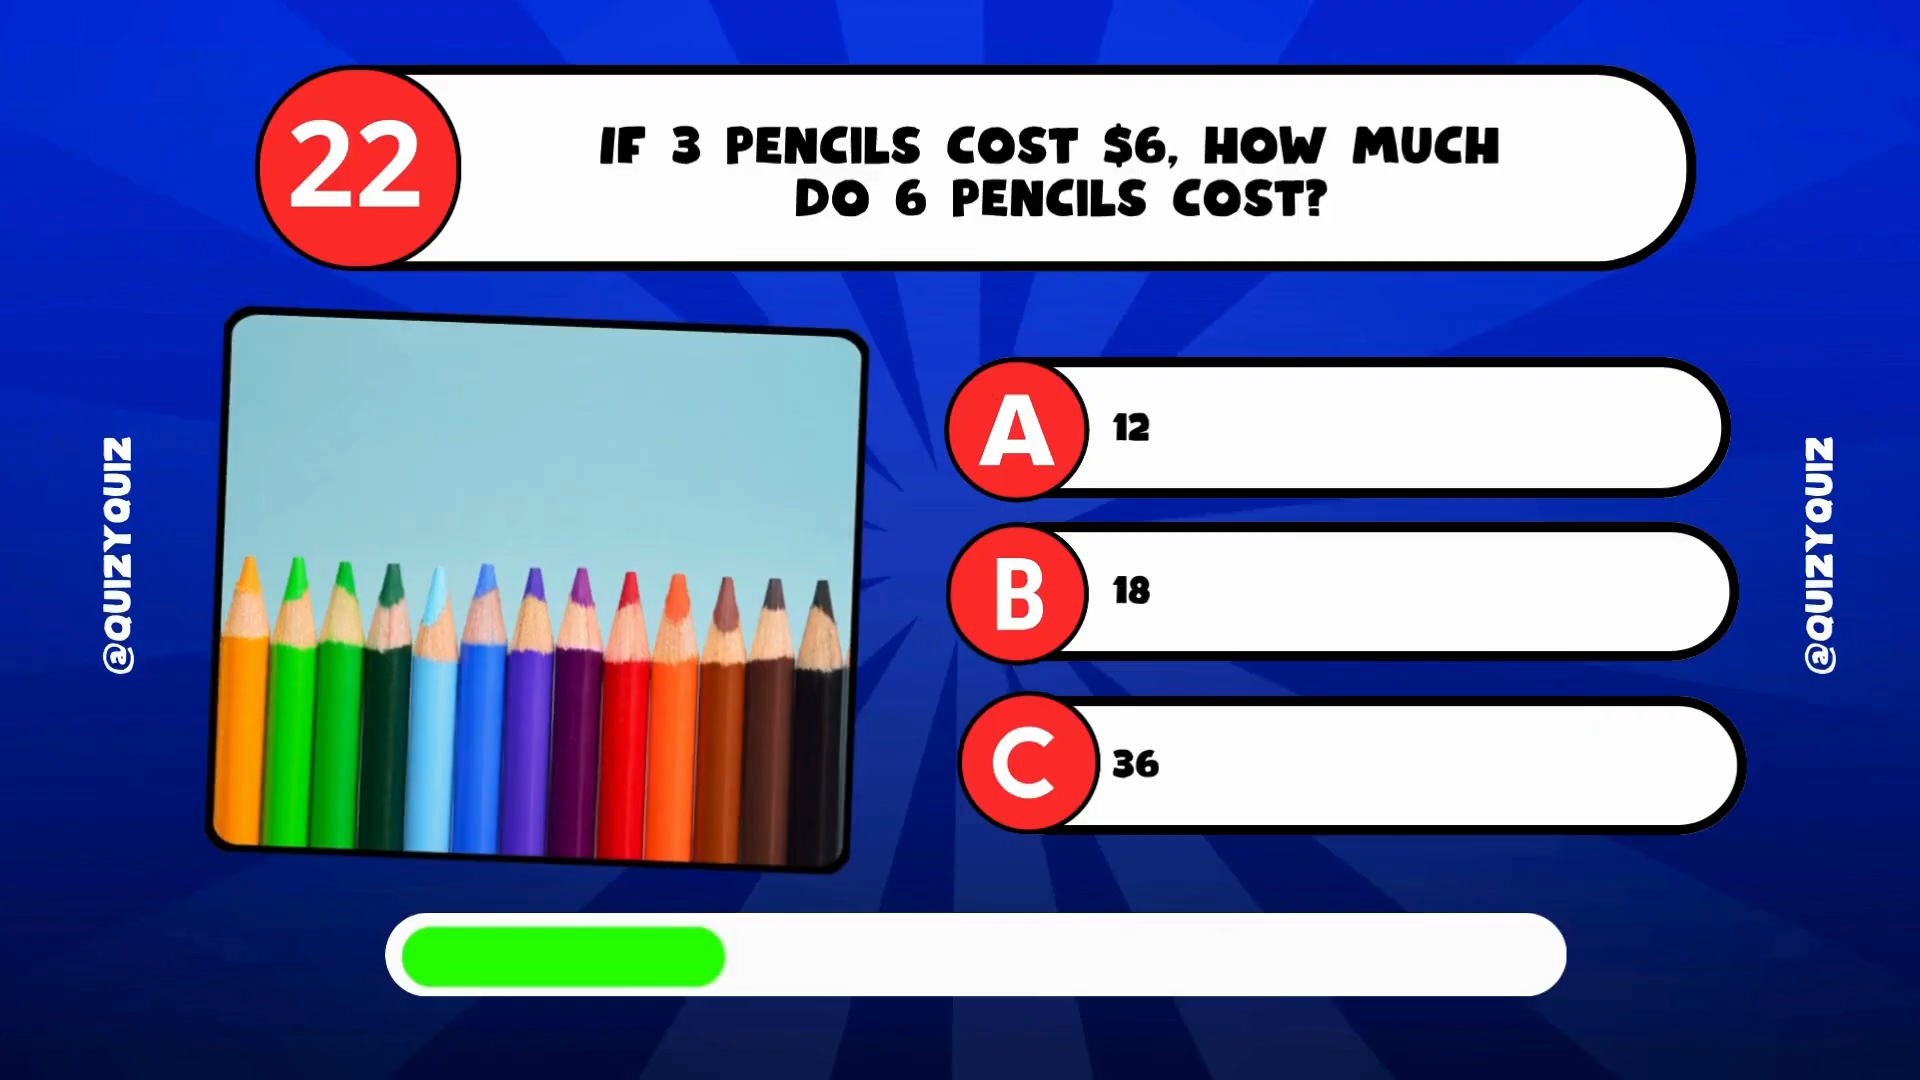 22
IF 3 PENCILS COST $6, HOW MUCH
DO 6 PENCILS COST?
@QUIZYQUIZ
A 12
B 18
C 36
@QUIZYQUIZ